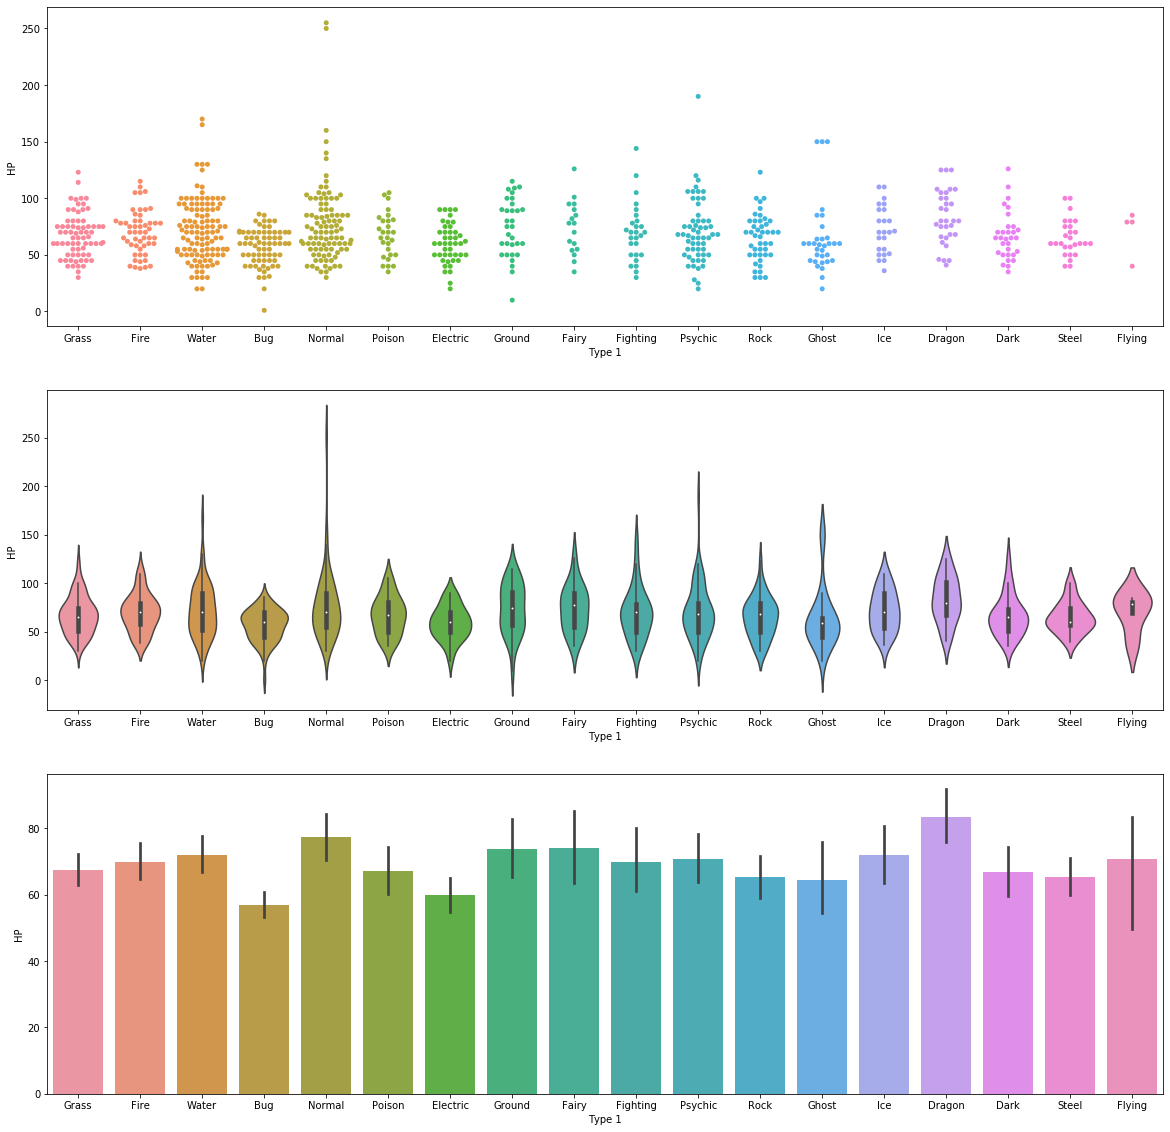 250
200
150
100
50
0
HP
Grass Fire Water Bug Normal Poison Electric Ground Fairy Fighting Psychic Rock Ghost Ice Dragon Dark Steel Flying
Type 1
250
200
150
100
50
0
HP
Grass Fire Water Bug Normal Poison Electric Ground Fairy Fighting Psychic Rock Ghost Ice Dragon Dark Steel Flying
Type 1
80
60
40
20
0
HP
Grass Fire Water Bug Normal Poison Electric Ground Fairy Fighting Psychic Rock Ghost Ice Dragon Dark Steel Flying
Type 1